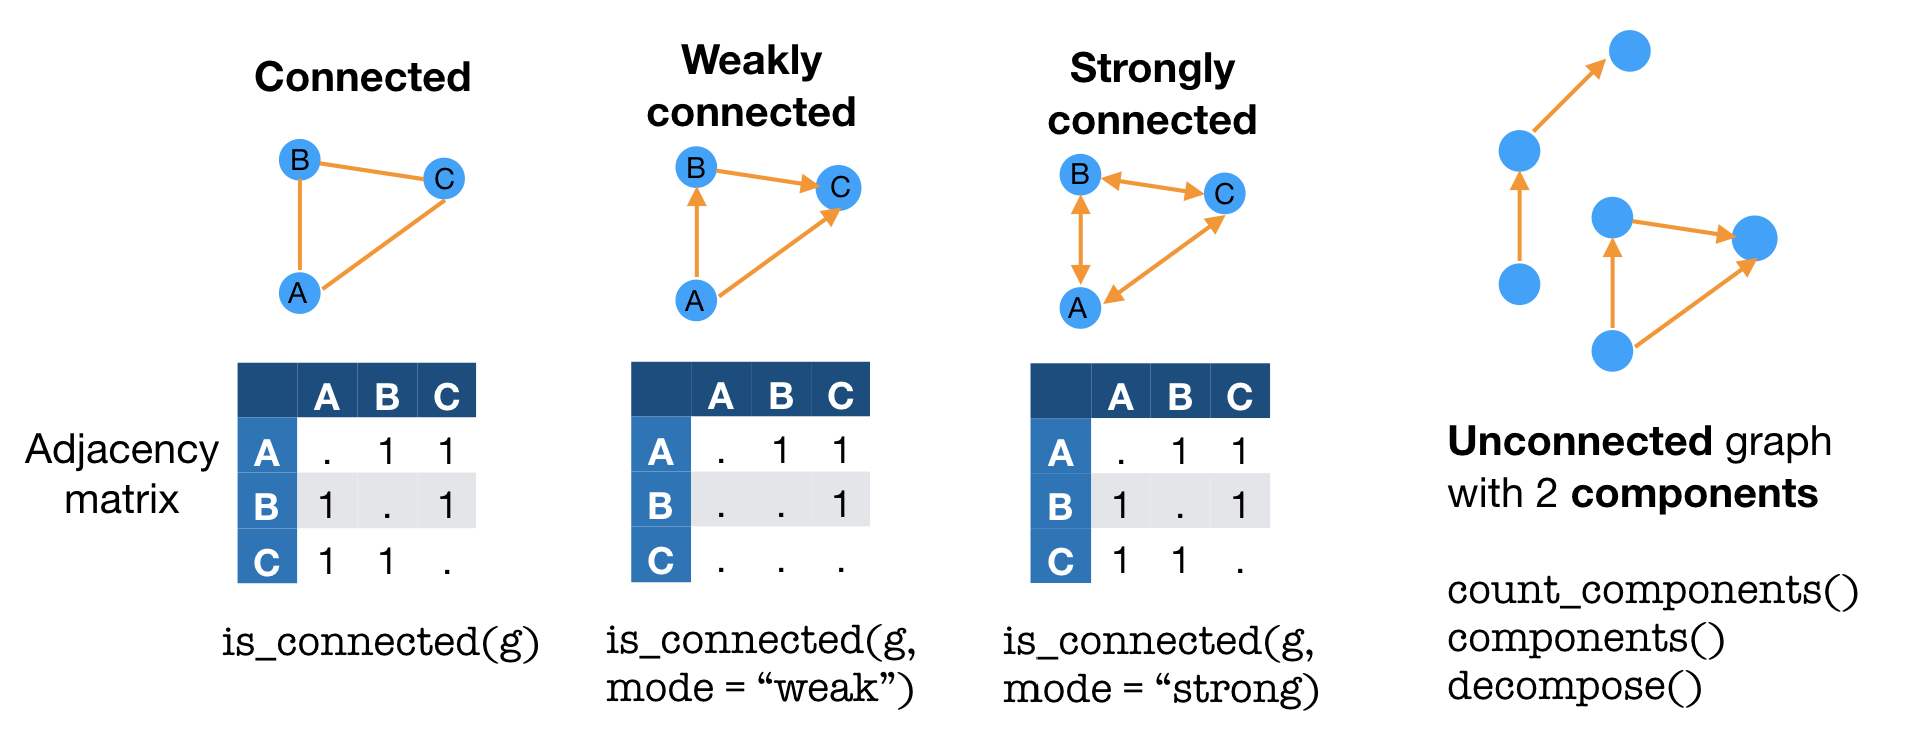 Connected
B
C
A
Weakly
connected
B
C
A
Strongly
connected
B
C
A
Adjacency
matrix
A B C
A . 1 1
B 1 . 1
C 1 1 .
A B C
A . 1 1
B . . 1
C . . .
A B C
A . 1 1
B 1 . 1
C 1 1 .
is_connected(g)
is_connected(g,
mode = “weak”)
is_connected(g,
mode = “strong)
Unconnected graph
with 2 components
count_components()
components()
decompose()